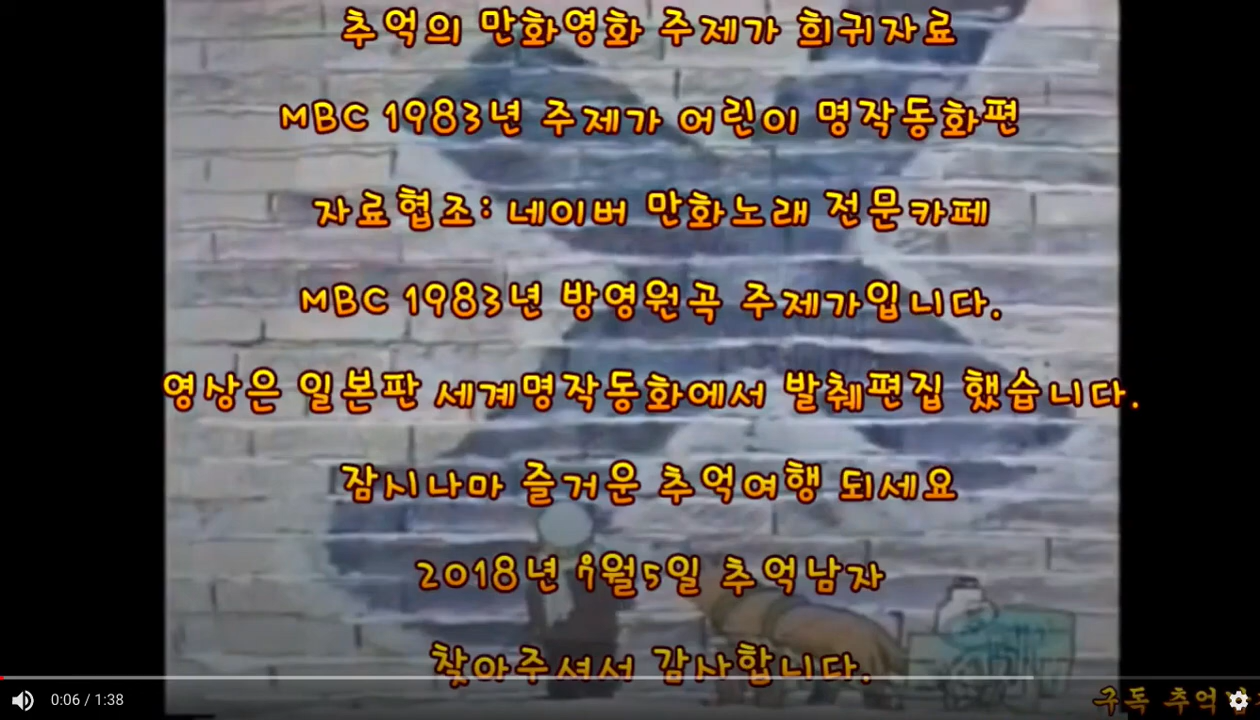 추억의 만화영화 주제가 희귀자료
MBC 1983년 주제가 어린이 명작동화편
자료협조: 네이버 만화노래 전문카페
MBC 1983년 방영원곡 주제가입니다.
영상은 일본판 세계명작동화에서 발췌편집 했습니다.
잠시나마 즐거운 추억여행 되세요
2018년 7월5일 추억남자
찾아주셔서 감사합니다.
구독 추억남
0:06 / 1:38